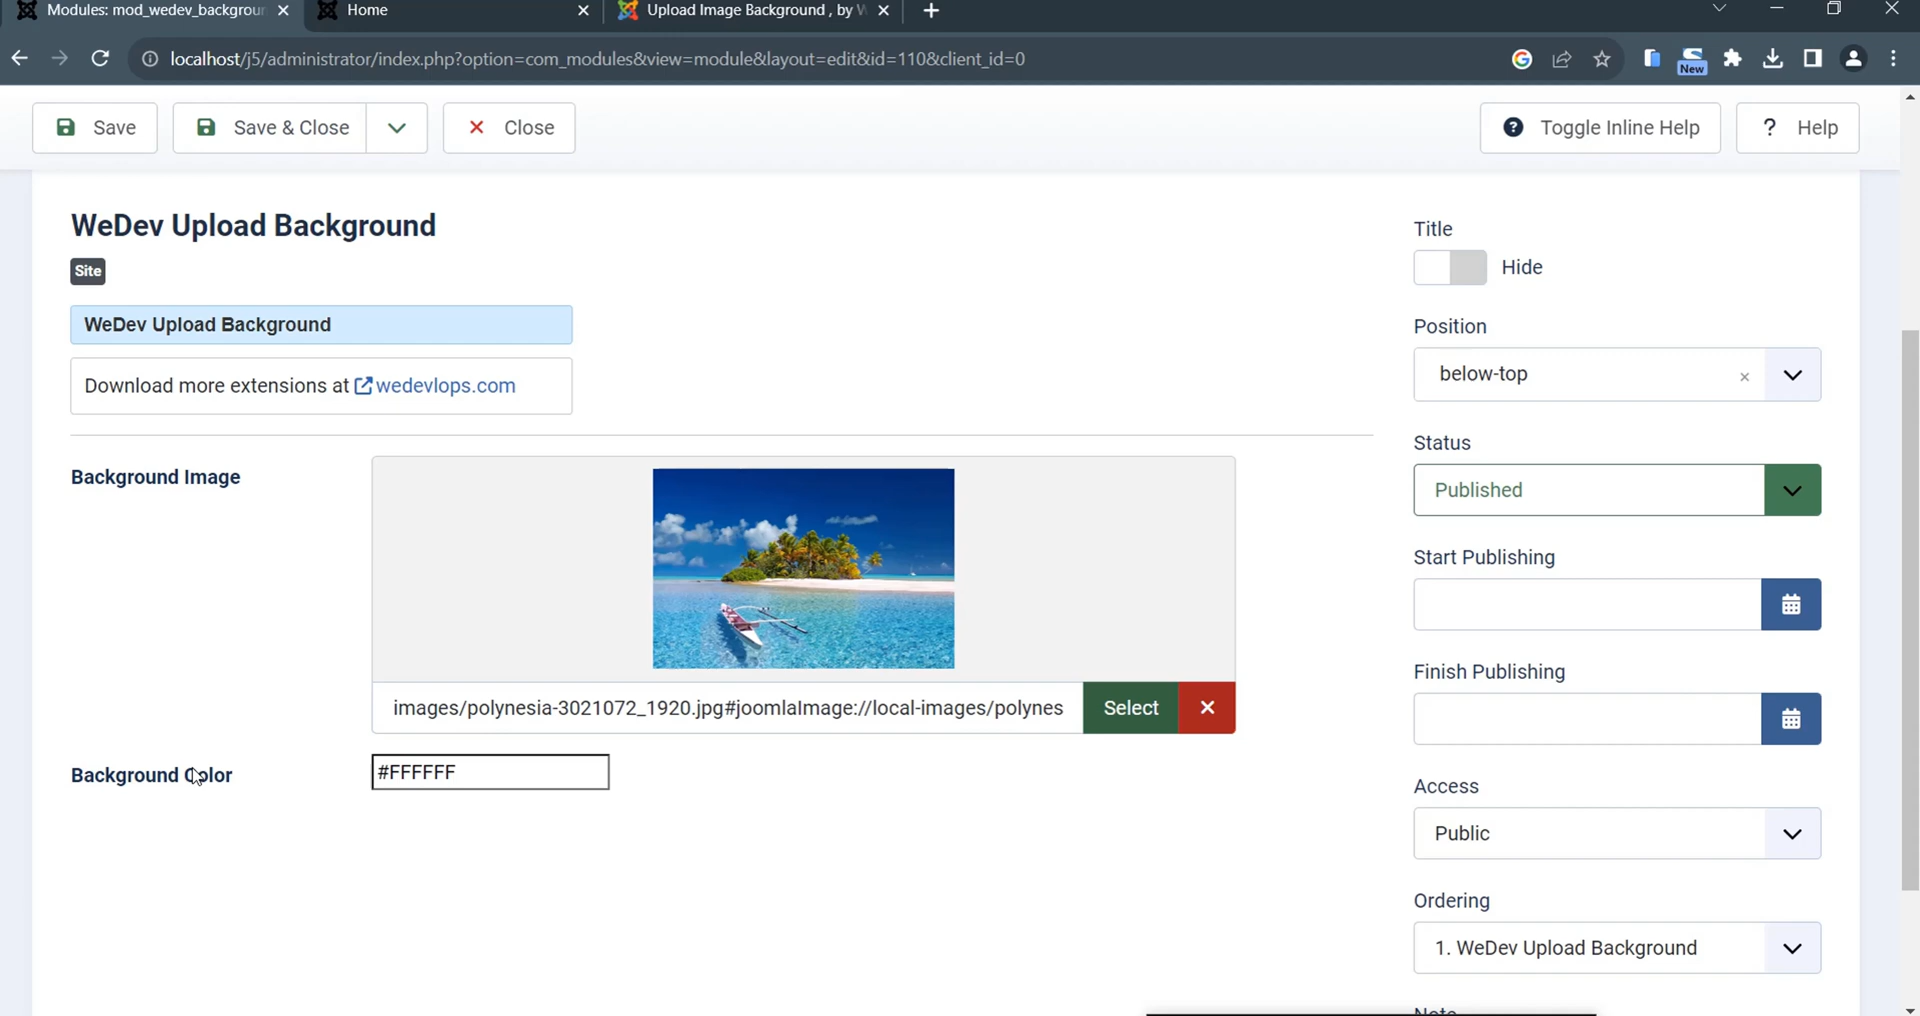 Modules: mod_wedev_backgroun
Home
Upload Image Background , by W
localhost/j5/administrator/index.php?option=com_modules&view=module&layout=edit&id=110&client_id=0
New
Save
Save & Close
Close
Toggle Inline Help
Help
WeDev Upload Background
Site
WeDev Upload Background
Download more extensions at wedevlops.com
Background Image
images/polynesia-3021072_1920.jpg#joomlaImage://local-images/polynes
Select
Background Color
#FFFFFF
Title
Hide
Position
below-top
Status
Published
Start Publishing
Finish Publishing
Access
Public
Ordering
1. WeDev Upload Background
Note